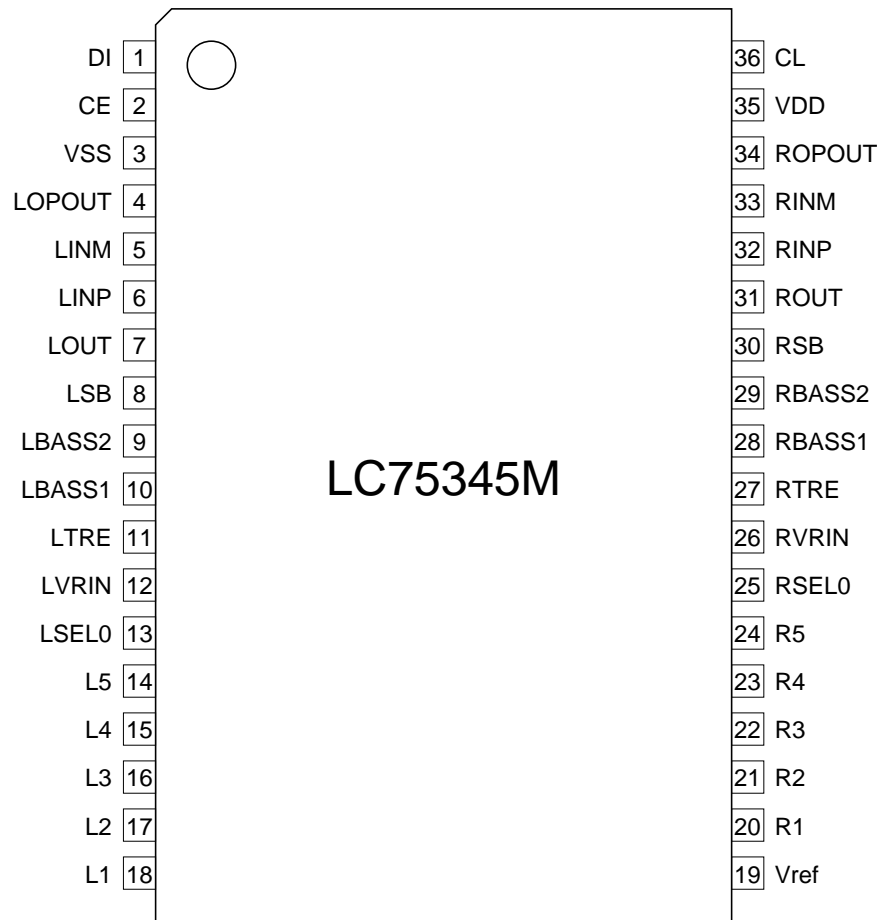 DI 1 36 CL
CE 2 35 VDD
VSS 3 34 ROPOUT
LOPOUT 4 33 RINM
LINM 5 32 RINP
LINP 6 31 ROUT
LOUT 7 30 RSB
LSB 8 29 RBASS2
LBASS2 9 28 RBASS1
LC75345M
LBASS1 10 27 RTRE
LTRE 11 26 RVRIN
LVRIN 12 25 RSEL0
LSEL0 13 24 R5
L5 14 23 R4
L4 15 22 R3
L3 16 21 R2
L2 17 20 R1
L1 18 19 Vref